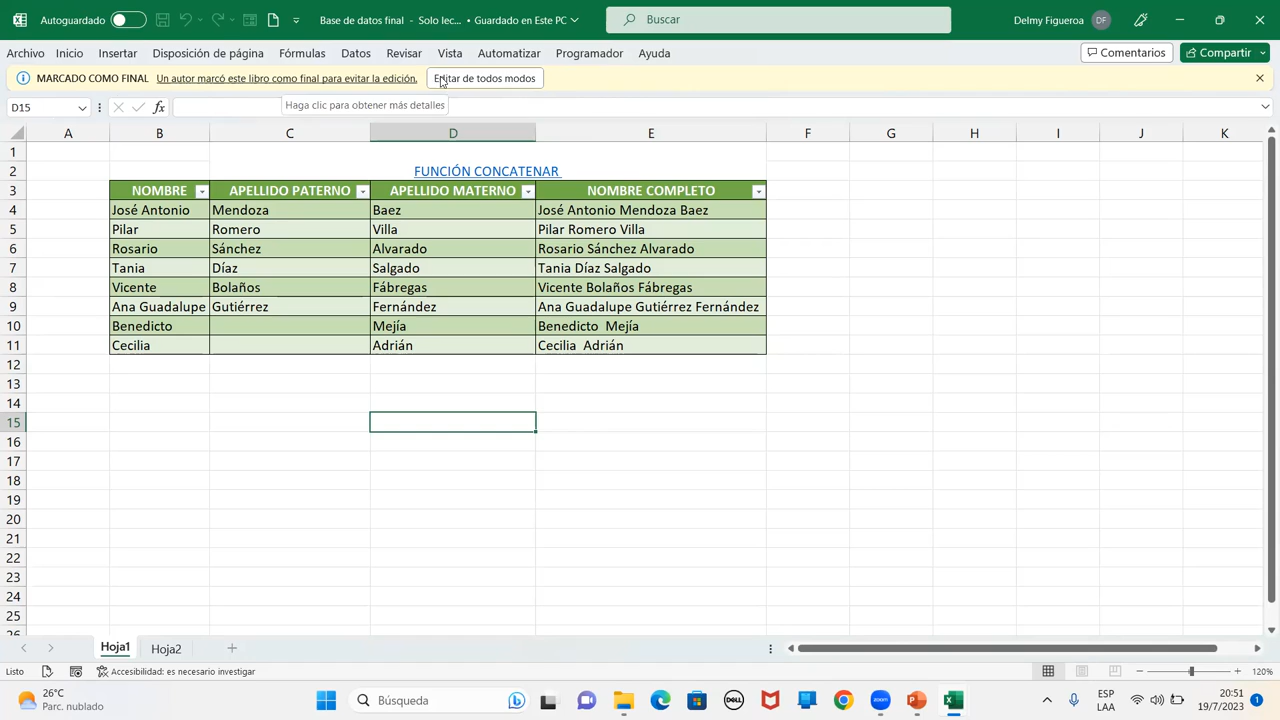 Autoguardado
Base de datos final - Solo lec... • Guardado en Este PC
Buscar
Delmy Figueroa
DF
Archivo Inicio Insertar Disposición de página Fórmulas Datos Revisar Vista Automatizar Programador Ayuda
Comentarios
Compartir
MARCADO COMO FINAL Un autor marcó este libro como final para evitar la edición. Editar de todos modos
D15
fx
Haga clic para obtener más detalles
A B C D E F G H I J K
1
2 FUNCIÓN CONCATENAR
3 NOMBRE APELLIDO PATERNO APELLIDO MATERNO NOMBRE COMPLETO
4 José Antonio Mendoza Baez José Antonio Mendoza Baez
5 Pilar Romero Villa Pilar Romero Villa
6 Rosario Sánchez Alvarado Rosario Sánchez Alvarado
7 Tania Díaz Salgado Tania Díaz Salgado
8 Vicente Bolaños Fábregas Vicente Bolaños Fábregas
9 Ana Guadalupe Gutiérrez Fernández Ana Guadalupe Gutiérrez Fernández
10 Benedicto Mejía Benedicto  Mejía
11 Cecilia Adrián Cecilia  Adrián
12
13
14
15
16
17
18
19
20
21
22
23
24
25
26
Hoja1 Hoja2
Listo Accesibilidad: es necesario investigar 120%
26°C
Parc. nublado
Búsqueda
DELL
zoom
ESP
LAA
20:51
19/7/2023
1